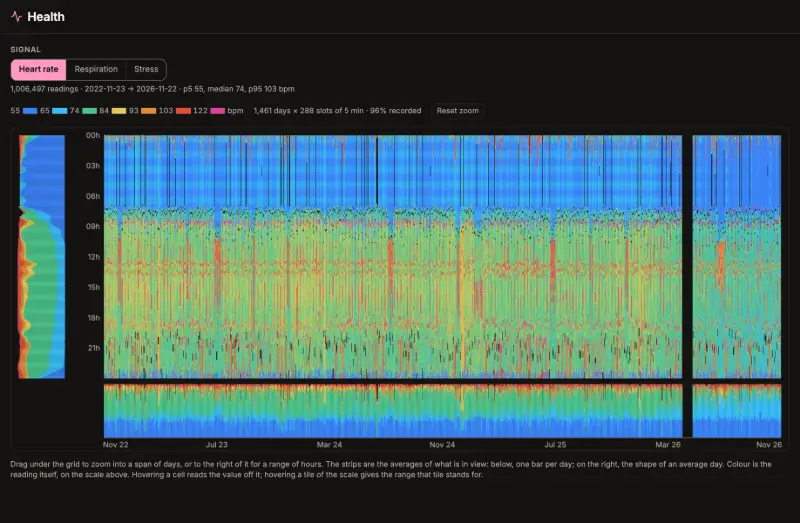 Health
SIGNAL
Heart rate Respiration Stress
1,006,497 readings · 2022-11-23 → 2026-11-22 · p5 55, median 74, p95 103 bpm
55 65 74 84 93 103 122 bpm 1,461 days × 288 slots of 5 min · 96% recorded Reset zoom
00h
03h
06h
09h
12h
15h
18h
21h
Nov 22 Jul 23 Mar 24 Nov 24 Jul 25 Mar 26 Nov 26
Drag under the grid to zoom into a span of days, or to the right of it for a range of hours. The strips are the averages of what is in view: below, one bar per day; on the right, the shape of an average day. Colour is the
reading itself, on the scale above. Hovering a cell reads the value off it; hovering a tile of the scale gives the range that tile stands for.